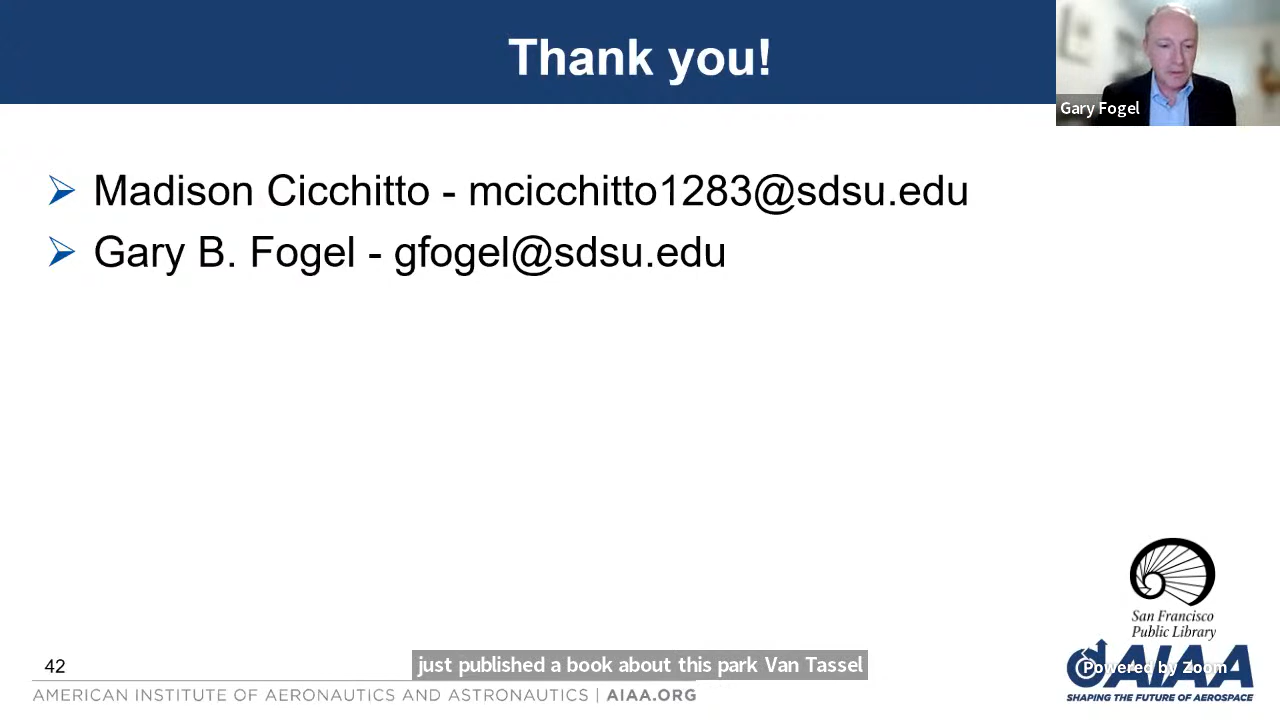 Thank you!
Gary Fogel
Madison Cicchitto - mcicchitto1283@sdsu.edu
Gary B. Fogel - gfogel@sdsu.edu
San Francisco
Public Library
AIAA
Powered by Zoom
SHAPING THE FUTURE OF AEROSPACE
42
just published a book about this park Van Tassel
AMERICAN INSTITUTE OF AERONAUTICS AND ASTRONAUTICS | AIAA.ORG